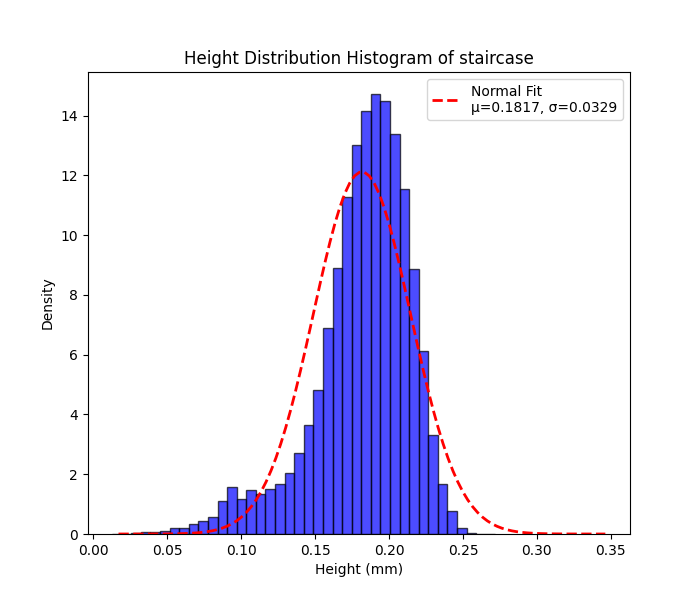 Height Distribution Histogram of staircase
Normal Fit
μ=0.1817, σ=0.0329
14
12
10
8
6
4
2
0
Density
0.00 0.05 0.10 0.15 0.20 0.25 0.30 0.35
Height (mm)